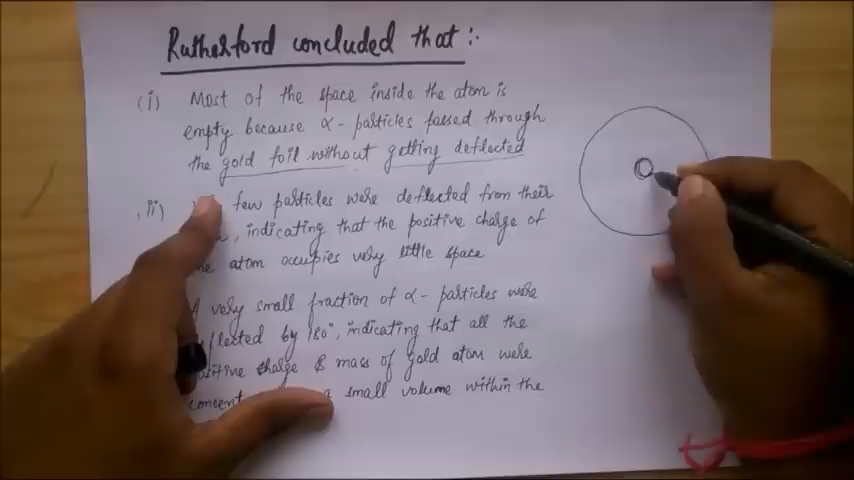 Rutherford concluded that :-
(i) Most of the space inside the atom is
empty because α- particles passed through
the gold foil without getting deflected
(ii) few particles were deflected from their
, indicating that the positive charge of
atom occupies very little space
A very small fraction of α- particles were
by 180°, indicating that all the
charge & mass of gold atom were
a small volume within the